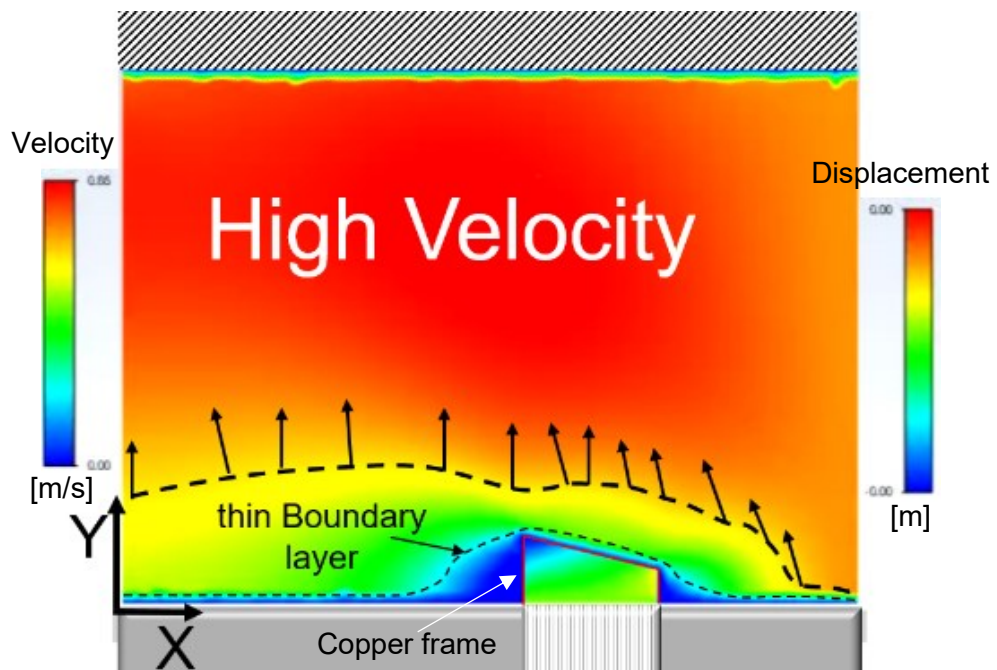 Velocity
0.85
0.00
[m/s]
High Velocity
Displacement
0.00
-0.00
[m]
thin Boundary
layer
Y
X
Copper frame